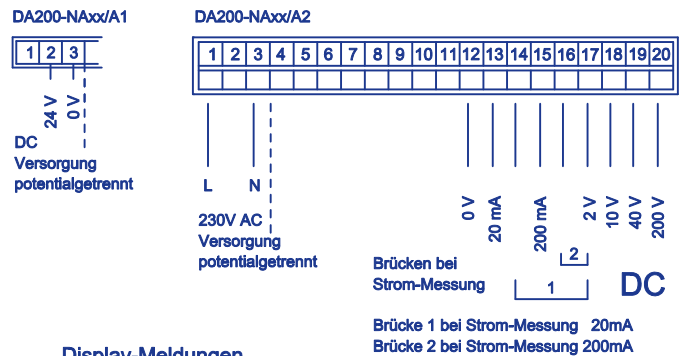 DA200-NAxx/A1
1 2 3
24 V
0 V
DC
Versorgung
potentialgetrennt
DA200-NAxx/A2
1 2 3 4 5 6 7 8 9 10 11 12 13 14 15 16 17 18 19 20
L N
230V AC
Versorgung
potentialgetrennt
0 V
20 mA
200 mA
2 V
10 V
40 V
200 V
2
1
DC
Brücken bei
Strom-Messung
Brücke 1 bei Strom-Messung 20mA
Brücke 2 bei Strom-Messung 200mA
Display-Meldungen